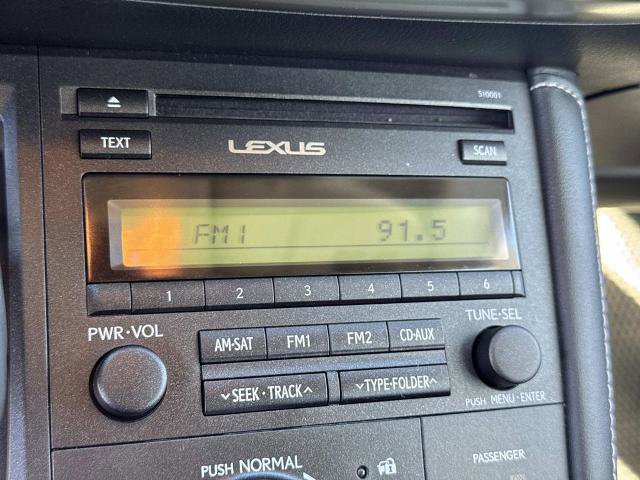 510001
TEXT
LEXUS
SCAN
FM1 91.5
1 2 3 4 5 6
PWR·VOL
TUNE·SEL
AM·SAT FM1 FM2 CD·AUX
SEEK·TRACK
TYPE·FOLDER
PUSH MENU·ENTER
PUSH NORMAL
PASSENGER